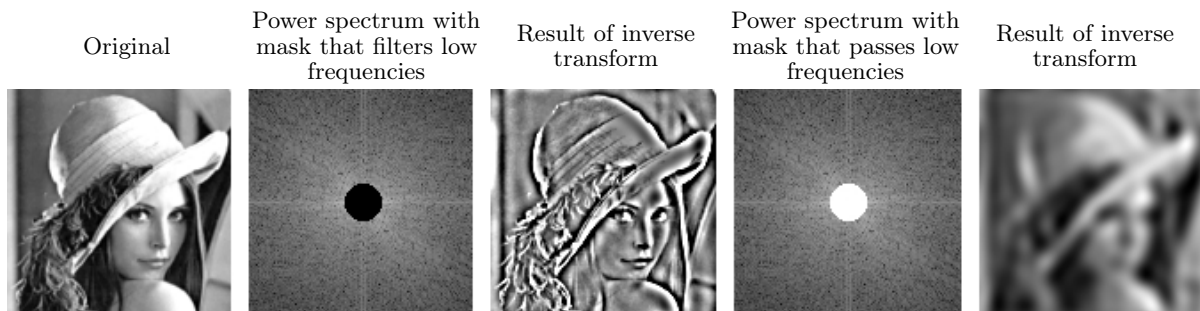 Original
Power spectrum with
mask that filters low
frequencies
Result of inverse
transform
Power spectrum with
mask that passes low
frequencies
Result of inverse
transform